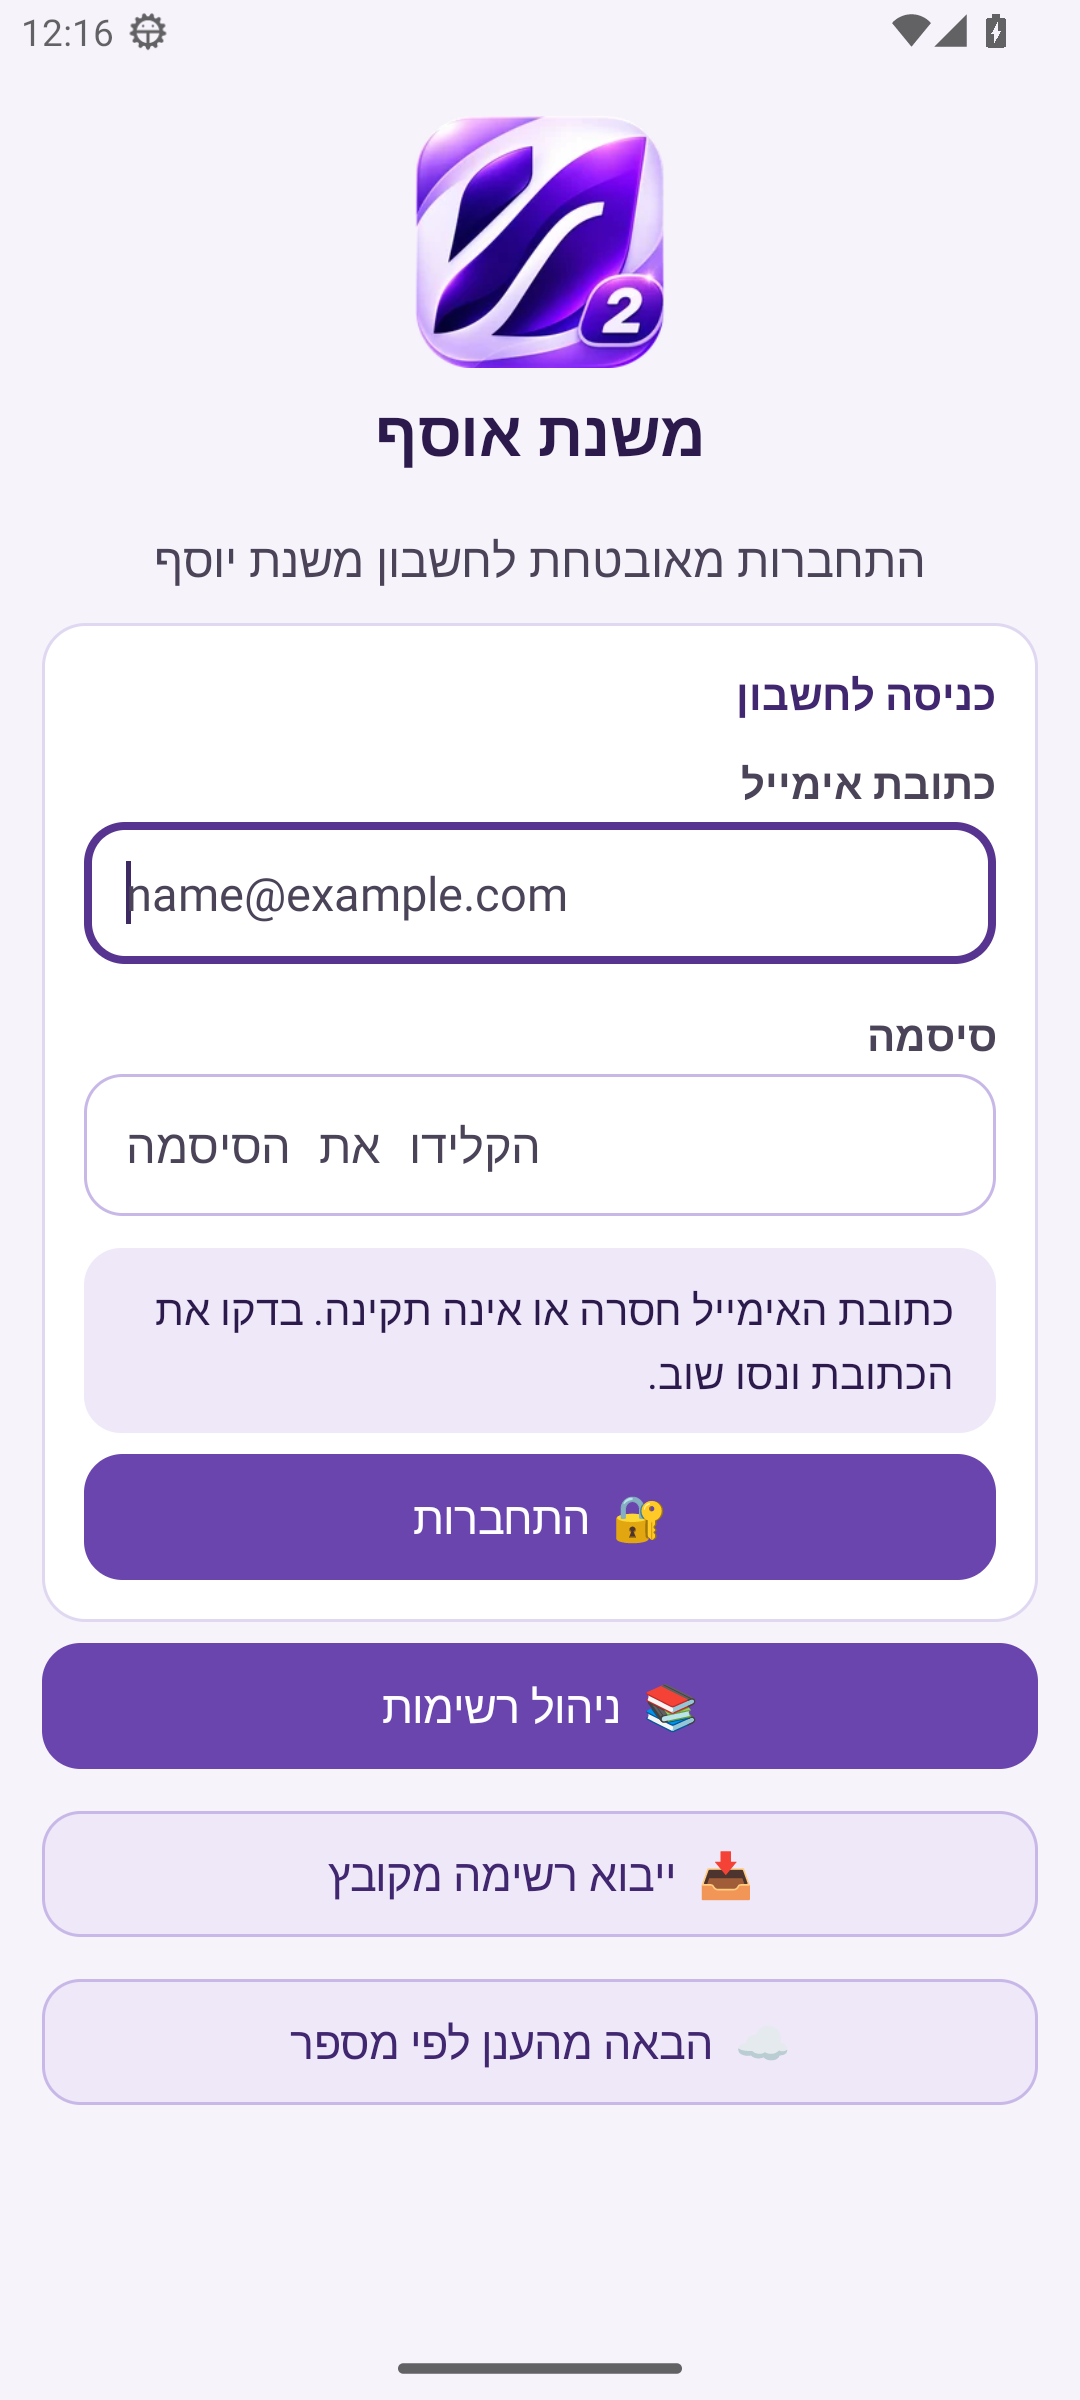 12:16
2
משנת אוסף
התחברות מאובטחת לחשבון משנת יוסף
כניסה לחשבון
כתובת אימייל
name@example.com
סיסמה
הקלידו את הסיסמה
כתובת האימייל חסרה או אינה תקינה. בדקו את
הכתובת ונסו שוב.
🔐 התחברות
📚 ניהול רשימות
📥 ייבוא רשימה מקובץ
☁️ הבאה מהענן לפי מספר